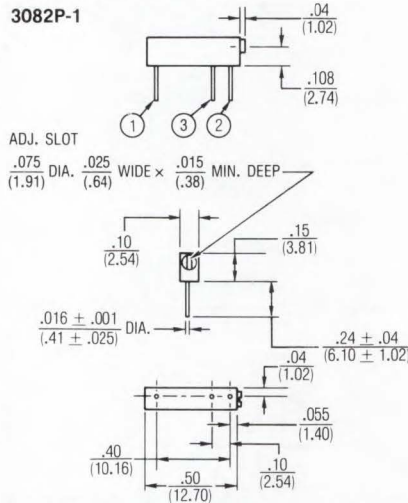 3082P-1
.04
(1.02)
.108
(2.74)
1 3 2
ADJ. SLOT
.075 (1.91) DIA. .025 (.64) WIDE × .015 (.38) MIN. DEEP
.10
(2.54)
.15
(3.81)
.016 ± .001
(.41 ± .025) DIA.
.24 ± .04
(6.10 ± 1.02)
.04
(1.02)
.055
(1.40)
.40
(10.16)
.10
(2.54)
.50
(12.70)